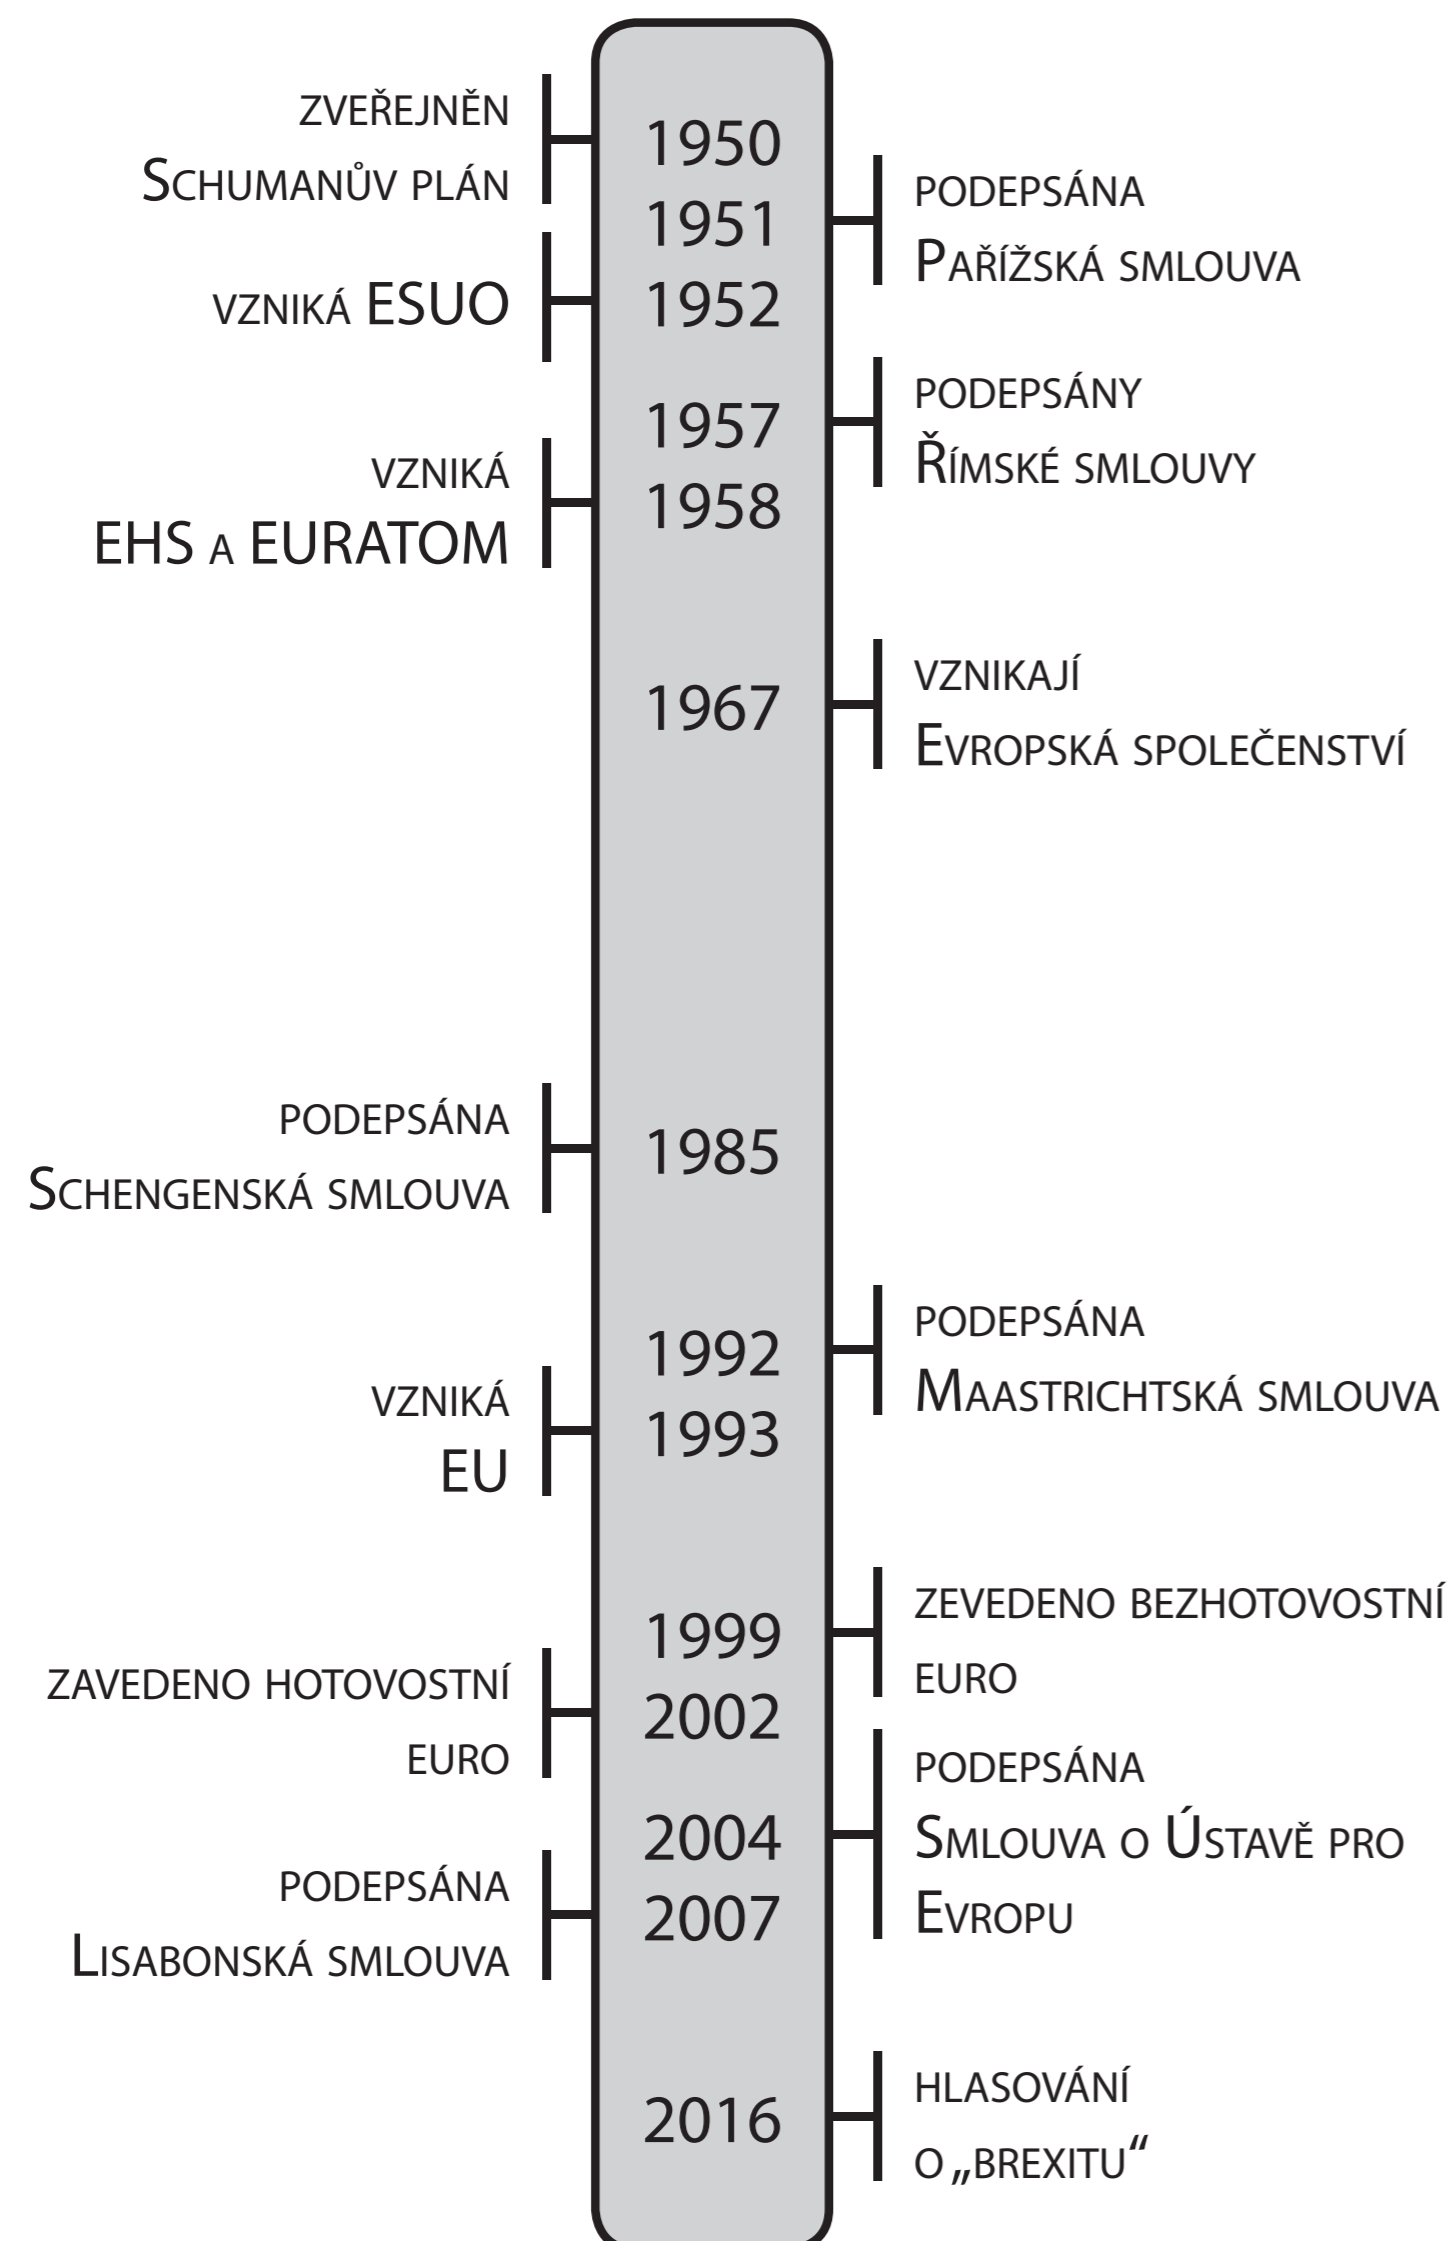 ZVEŘEJNĚN
SCHUMANŮV PLÁN
1950
1951
PODEPSÁNA
PAŘÍŽSKÁ SMLOUVA
VZNIKÁ ESUO
1952
1957
PODEPSÁNY
ŘÍMSKÉ SMLOUVY
VZNIKÁ
EHS A EURATOM
1958
1967
VZNIKAJÍ
EVROPSKÁ SPOLEČENSTVÍ
PODEPSÁNA
SCHENGENSKÁ SMLOUVA
1985
1992
PODEPSÁNA
MAASTRICHTSKÁ SMLOUVA
VZNIKÁ
EU
1993
1999
ZEVEDENO BEZHOTOVOSTNÍ
EURO
ZAVEDENO HOTOVOSTNÍ
EURO
2002
2004
PODEPSÁNA
SMLOUVA O ÚSTAVĚ PRO
EVROPU
PODEPSÁNA
LISABONSKÁ SMLOUVA
2007
2016
HLASOVÁNÍ
O „BREXITU“